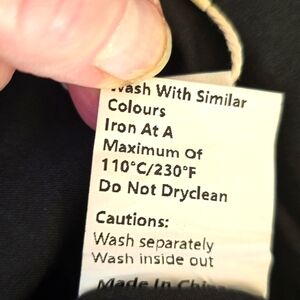 Wash With Similar
Colours
Iron At A
Maximum Of
110°C/230°F
Do Not Dryclean
Cautions:
Wash separately
Wash inside out
Made In China